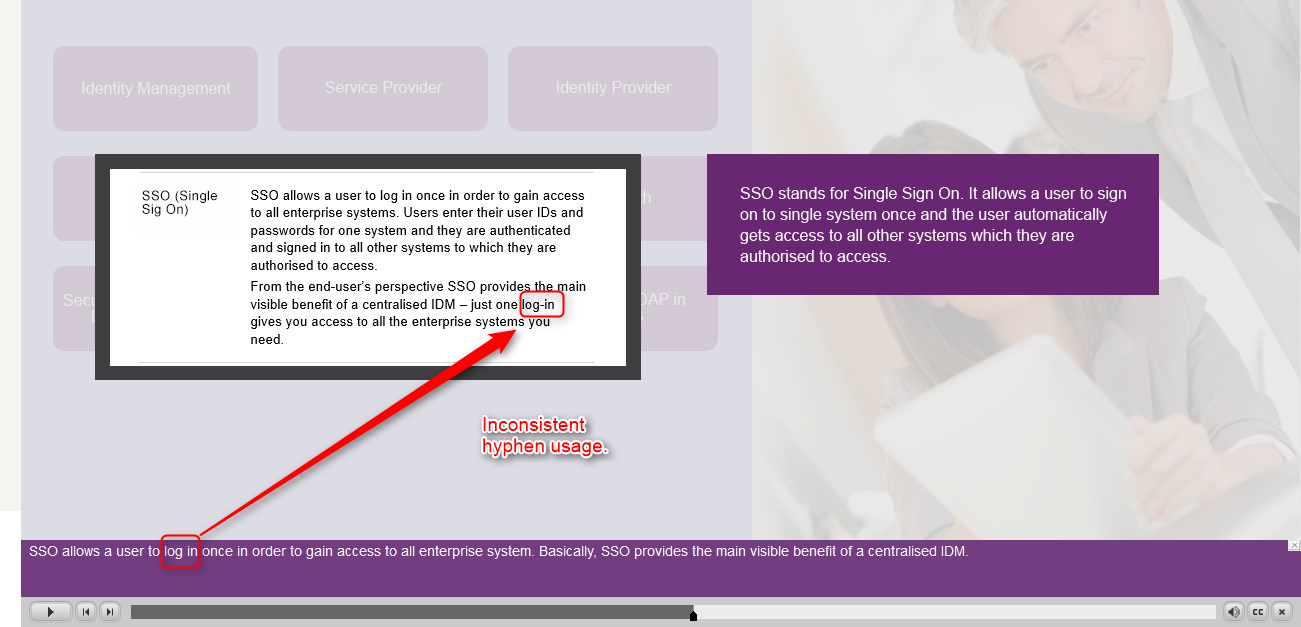 Identity Management
Service Provider
Identity Provider
SSO (Single
Sig On)
SSO allows a user to log in once in order to gain access
to all enterprise systems. Users enter their user IDs and
passwords for one system and they are authenticated
and signed in to all other systems to which they are
authorised to access.
From the end-user's perspective SSO provides the main
visible benefit of a centralised IDM – just one log-in
gives you access to all the enterprise systems you
need.
SSO stands for Single Sign On. It allows a user to sign
on to single system once and the user automatically
gets access to all other systems which they are
authorised to access.
Inconsistent
hyphen usage.
SSO allows a user to log in once in order to gain access to all enterprise system. Basically, SSO provides the main visible benefit of a centralised IDM.
CC